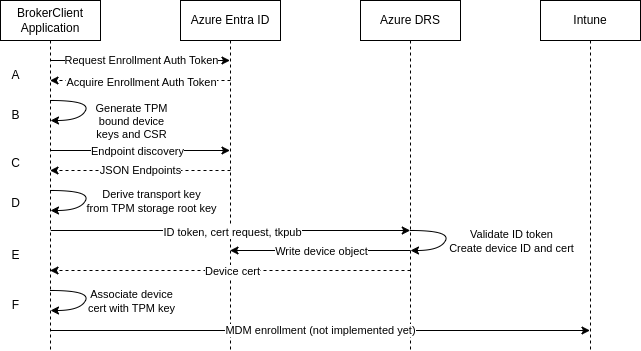 BrokerClient
Application
Azure Entra ID
Azure DRS
Intune
A
Request Enrollment Auth Token
Acquire Enrollment Auth Token
B
Generate TPM
bound device
keys and CSR
C
Endpoint discovery
JSON Endpoints
D
Derive transport key
from TPM storage root key
ID token, cert request, tkpub
Validate ID token
Create device ID and cert
E
Write device object
Device cert
F
Associate device
cert with TPM key
MDM enrollment (not implemented yet)